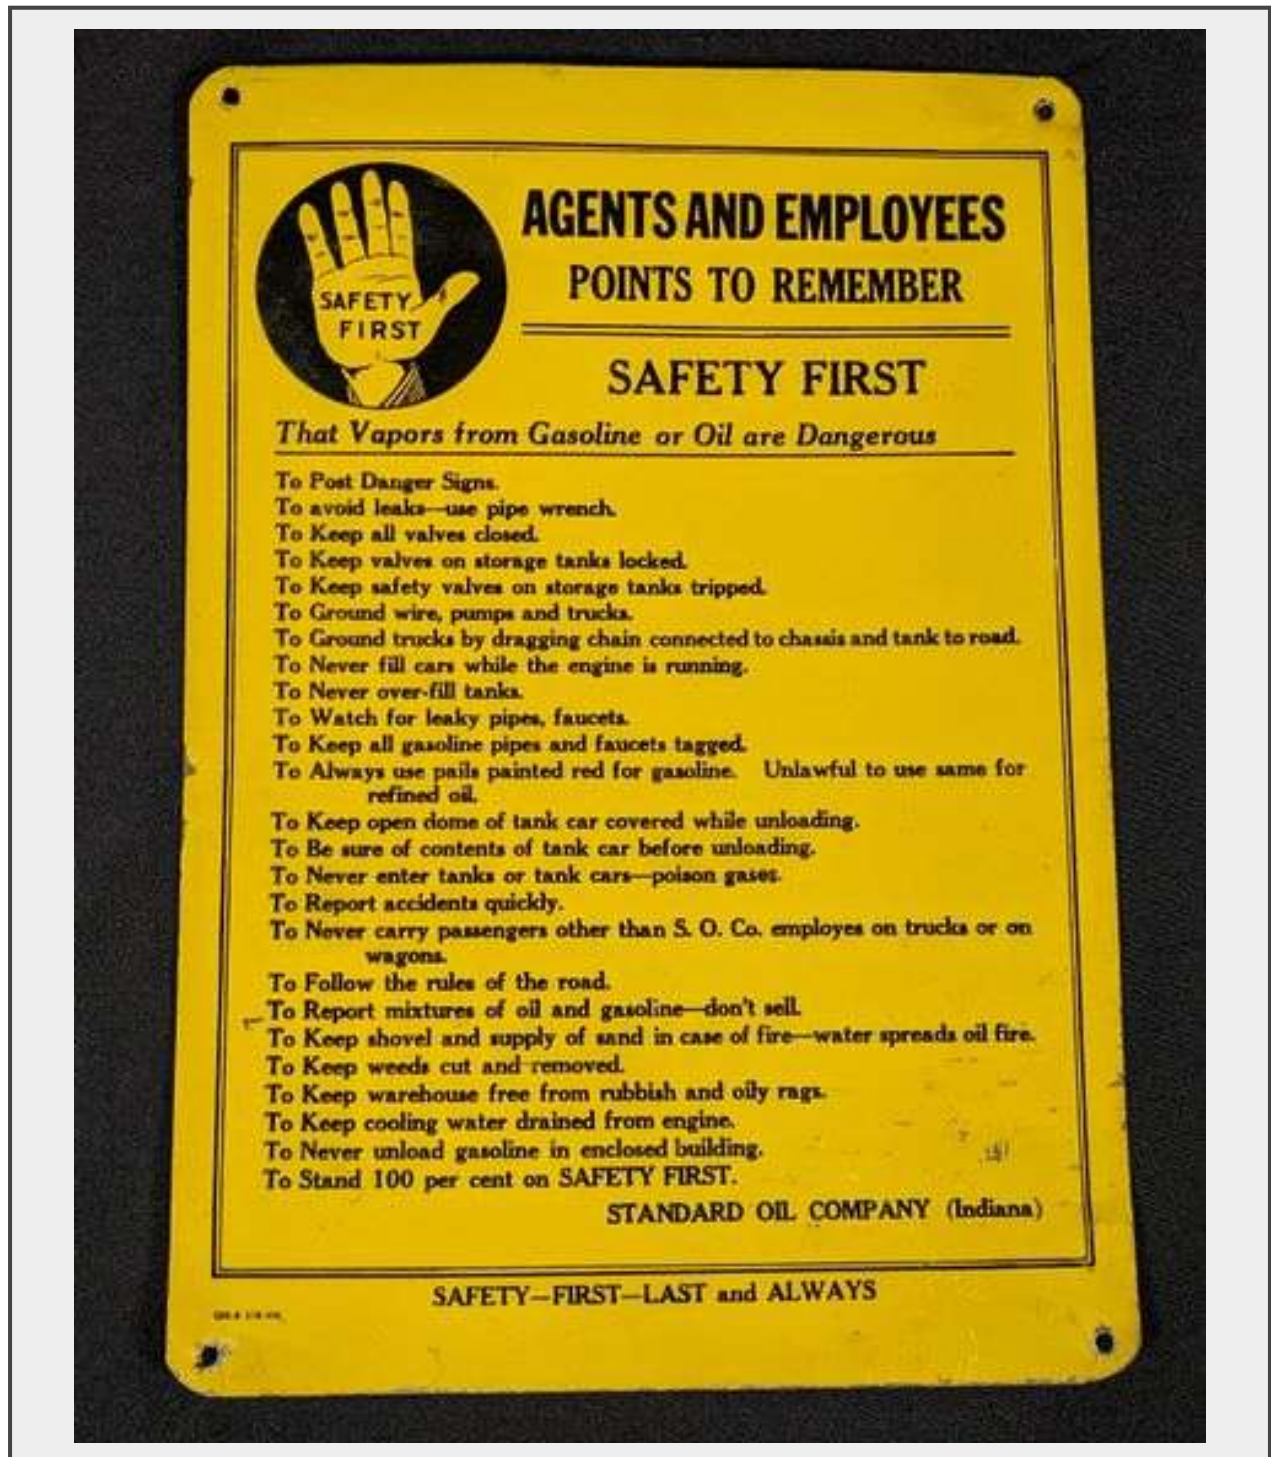 SAFETY
FIRST
AGENTS AND EMPLOYEES
POINTS TO REMEMBER
SAFETY FIRST
That Vapors from Gasoline or Oil are Dangerous
To Post Danger Signs.
To avoid leaks—use pipe wrench.
To Keep all valves closed.
To Keep valves on storage tanks locked.
To Keep safety valves on storage tanks tripped.
To Ground wire, pumps and trucks.
To Ground trucks by dragging chain connected to chassis and tank to road.
To Never fill cars while the engine is running.
To Never over-fill tanks.
To Watch for leaky pipes, faucets.
To Keep all gasoline pipes and faucets tagged.
To Always use pails painted red for gasoline. Unlawful to use same for
refined oil.
To Keep open dome of tank car covered while unloading.
To Be sure of contents of tank car before unloading.
To Never enter tanks or tank cars—poison gases.
To Report accidents quickly.
To Never carry passengers other than S. O. Co. employes on trucks or on
wagons.
To Follow the rules of the road.
To Report mixtures of oil and gasoline—don't sell.
To Keep shovel and supply of sand in case of fire—water spreads oil fire.
To Keep weeds cut and removed.
To Keep warehouse free from rubbish and oily rags.
To Keep cooling water drained from engine.
To Never unload gasoline in enclosed building.
To Stand 100 per cent on SAFETY FIRST.
STANDARD OIL COMPANY (Indiana)
SAFETY—FIRST—LAST and ALWAYS